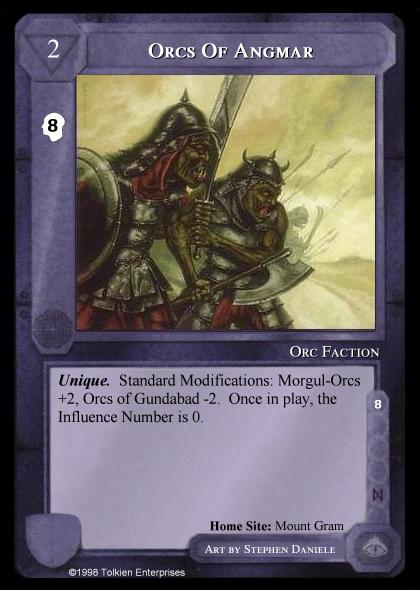 2
ORCS OF ANGMAR
8
ORC FACTION
Unique. Standard Modifications: Morgul-Orcs
+2, Orcs of Gundabad -2. Once in play, the
Influence Number is 0.
8
Home Site: Mount Gram
ART BY STEPHEN DANIELE
©1998 Tolkien Enterprises